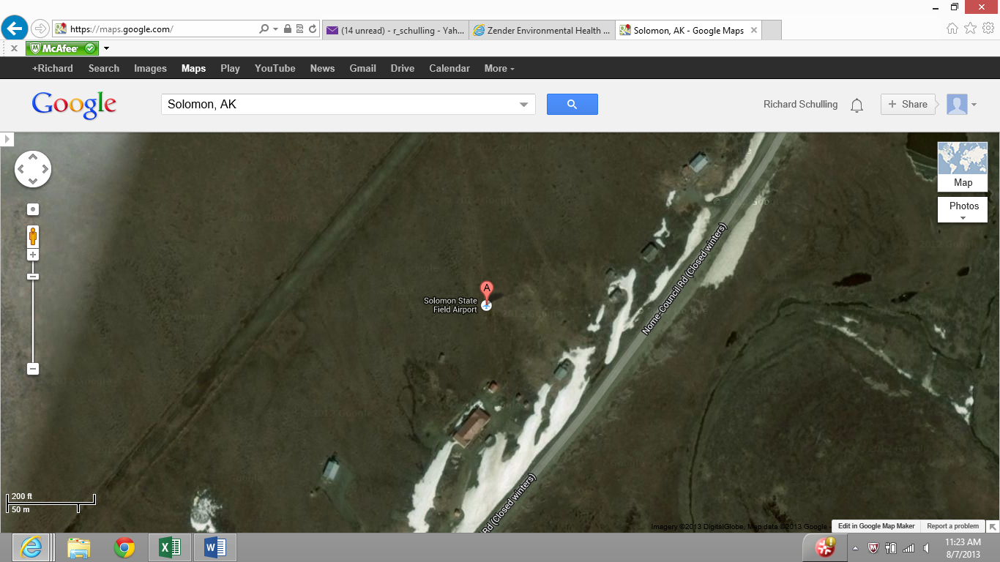 https://maps.google.com/
(14 unread) - r_schulling - Yah...
Zender Environmental Health ...
Solomon, AK - Google Maps
McAfee
+Richard Search Images Maps Play YouTube News Gmail Drive Calendar More
Google
Solomon, AK
Richard Schulling
+ Share
Map
Photos
A
Solomon State
Field Airport
Nome-Council Rd (Closed winters)
Rd (Closed winters)
2012 Google
200 ft
50 m
Imagery ©2013 DigitalGlobe, Map data ©2013 Google -
Edit in Google Map Maker
Report a problem
11:23 AM
8/7/2013